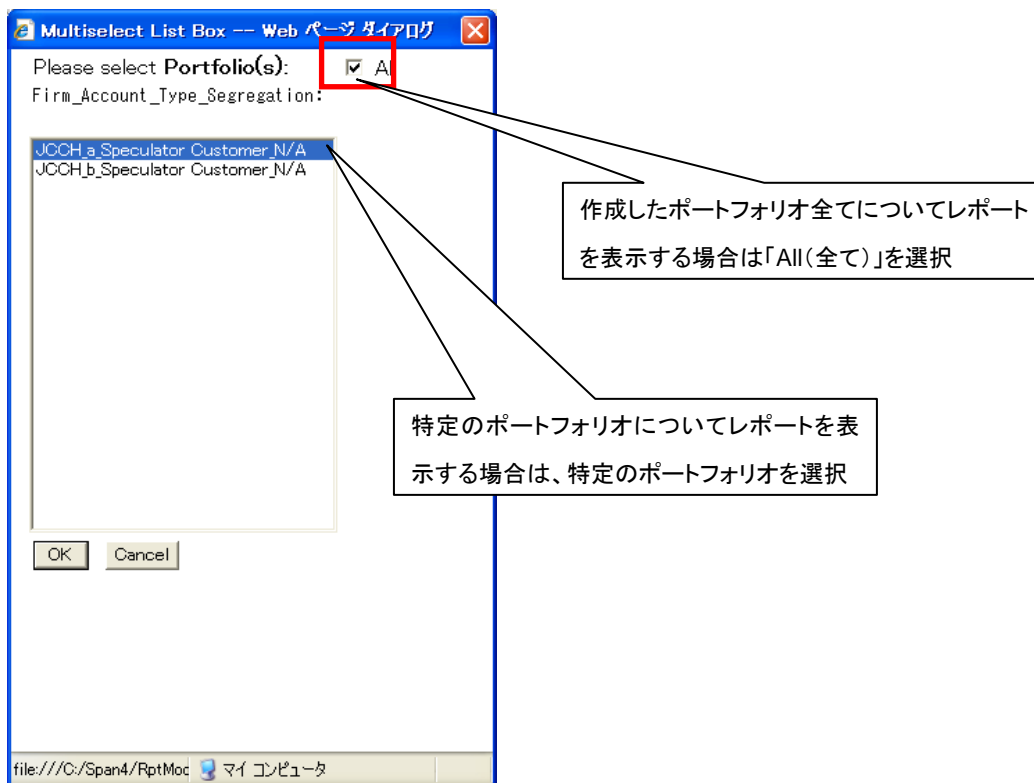 Multiselect List Box -- Web ページ ダイアログ
Please select Portfolio(s): Al
Firm_Account_Type_Segregation:
JCCH_a_Speculator Customer_N/A
JCCH_b_Speculator Customer_N/A
作成したポートフォリオ全てについてレポート
を表示する場合は「All（全て）」を選択
特定のポートフォリオについてレポートを表
示する場合は、特定のポートフォリオを選択
OK Cancel
file:///C:/Span4/RptMoc マイ コンピュータ